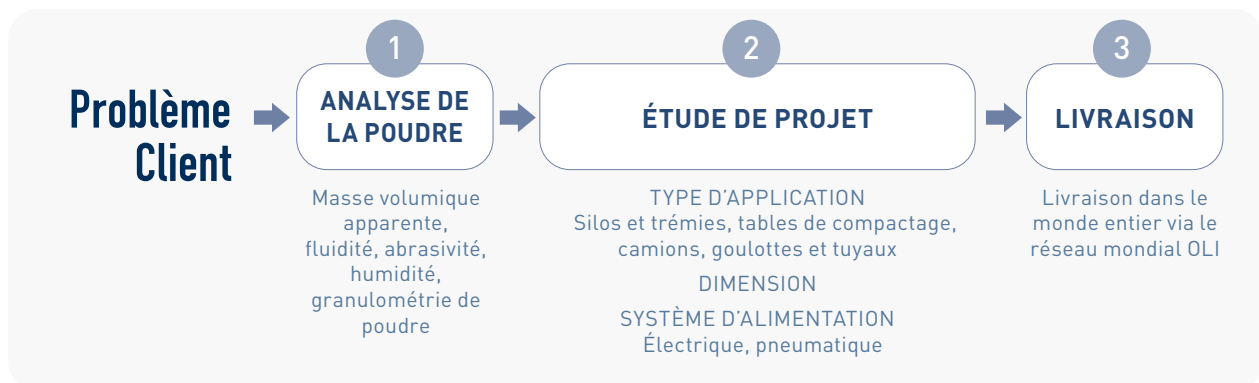 Problème
Client
1
ANALYSE DE
LA POUDRE
Masse volumique
apparente,
fluidité, abrasivité,
humidité,
granulométrie de
poudre
2
ÉTUDE DE PROJET
TYPE D’APPLICATION
Silos et trémies, tables de compactage,
camions, goulottes et tuyaux
DIMENSION
SYSTÈME D’ALIMENTATION
Électrique, pneumatique
3
LIVRAISON
Livraison dans le
monde entier via le
réseau mondial OLI